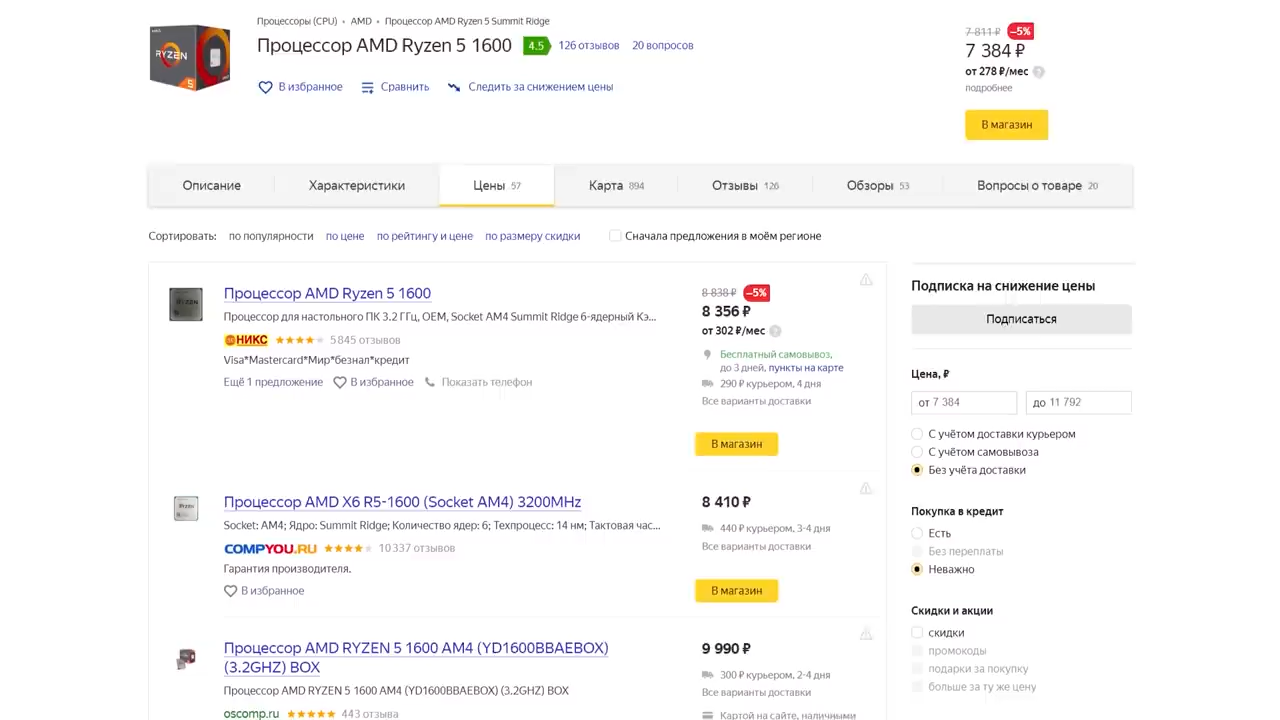 Процессоры (CPU) • AMD • Процессор AMD Ryzen 5 Summit Ridge
Процессор AMD Ryzen 5 1600 4.5 126 отзывов 20 вопросов
В избранное Сравнить Следить за снижением цены
RYZEN
5
7 811 ₽ –5%
7 384 ₽
от 278 ₽/мес ?
подробнее
В магазин
Описание Характеристики Цены 57 Карта 894 Отзывы 126 Обзоры 53 Вопросы о товаре 20
Сортировать: по популярности по цене по рейтингу и цене по размеру скидки Сначала предложения в моём регионе
Процессор AMD Ryzen 5 1600
Процессор для настольного ПК 3.2 ГГц, OEM, Socket AM4 Summit Ridge 6-ядерный Кэ...
НИКС 5 845 отзывов
Visa*Mastercard*Мир*безнал*кредит
Ещё 1 предложение В избранное Показать телефон
RYZEN
8 838 ₽ –5%
8 356 ₽
от 302 ₽/мес ?
Бесплатный самовывоз,
до 3 дней, пункты на карте
290 ₽ курьером, 4 дня
Все варианты доставки
В магазин
Процессор AMD X6 R5-1600 (Socket AM4) 3200MHz
Socket: AM4; Ядро: Summit Ridge; Количество ядер: 6; Техпроцесс: 14 нм; Тактовая час...
COMPYOU.RU 10 337 отзывов
Гарантия производителя.
В избранное
8 410 ₽
440 ₽ курьером, 3-4 дня
Все варианты доставки
В магазин
Процессор AMD RYZEN 5 1600 AM4 (YD1600BBAEBOX)
(3.2GHZ) BOX
Процессор AMD RYZEN 5 1600 AM4 (YD1600BBAEBOX) (3.2GHZ) BOX
oscomp.ru 443 отзыва
9 990 ₽
300 ₽ курьером, 2-4 дня
Все варианты доставки
Картой на сайте, наличными
Подписка на снижение цены
Подписаться
Цена, ₽
от 7 384 до 11 792
С учётом доставки курьером
С учётом самовывоза
Без учёта доставки
Покупка в кредит
Есть
Без переплаты
Неважно
Скидки и акции
скидки
промокоды
подарки за покупку
больше за ту же цену